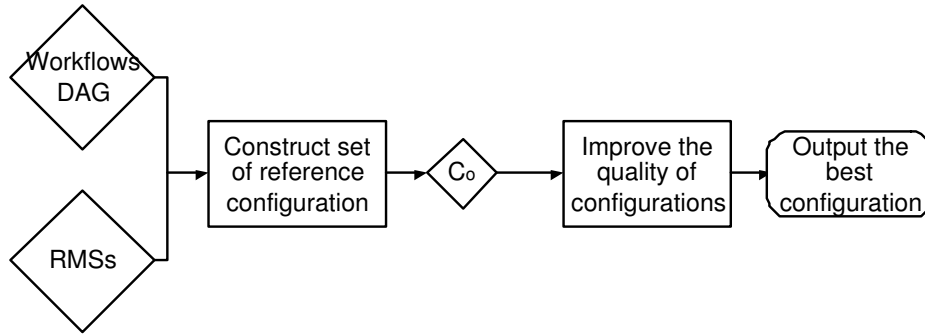 Workflows
DAG
RMSs
Construct set
of reference
configuration
Co
Improve the
quality of
configurations
Output the
best
configuration